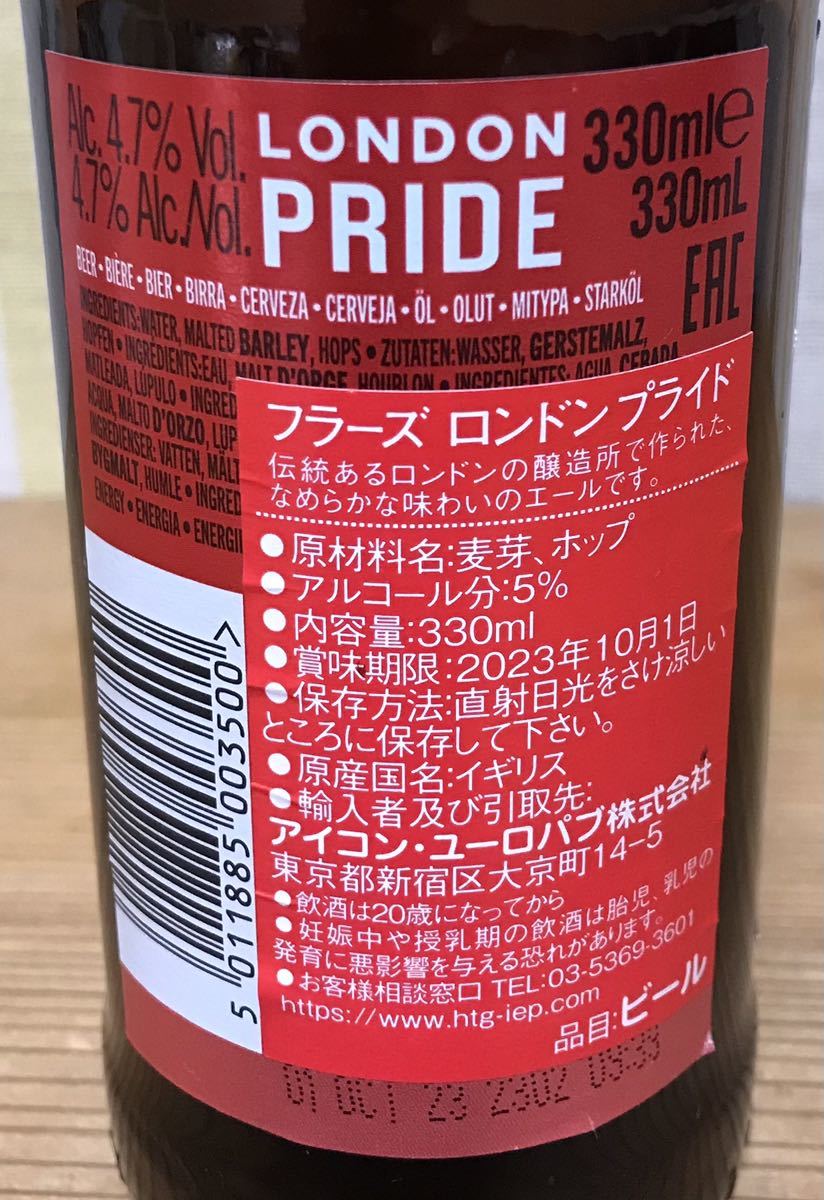 Alc. 4.7% Vol.
4.7% Alc./Vol.
LONDON
PRIDE
330ml e
330mL
EAC
BEER • BIÈRE • BIER • BIRRA • CERVEZA • CERVEJA • ÖL • OLUT • MITYPA • STARKÖL
INGREDIENTS: WATER, MALTED BARLEY, HOPS • ZUTATEN: WASSER, GERSTEMALZ,
HOPFEN • INGREDIENTS: EAU, MALT D'ORGE, HOUBLON • INGREDIENTES: AGUA, CEBADA
MATLEADA, LUPULO • INGRED
ACQUA, MALTO D'ORZO, LUP
INGREDIENSER: VATTEN, MÄLT
BYGMALT, HUMLE • INGRED
ENERGY • ENERGIA • ENERGI
フラーズ ロンドン プライド
伝統あるロンドンの醸造所で作られた、
なめらかな味わいのエールです。
●原材料名:麦芽、ホップ
●アルコール分:5%
●内容量:330ml
●賞味期限:2023年10月1日
●保存方法:直射日光をさけ涼しい
ところに保存して下さい。
●原産国名:イギリス
●輸入者及び引取先:
アイコン・ユーロパブ株式会社
東京都新宿区大京町14-5
●飲酒は20歳になってから
●妊娠中や授乳期の飲酒は胎児、乳児の
発育に悪影響を与える恐れがあります。
●お客様相談窓口 TEL:03-5369-3601
https://www.htg-iep.com
品目:ビール
5 011885 003500 >
01 OCT 23 2302 09:39